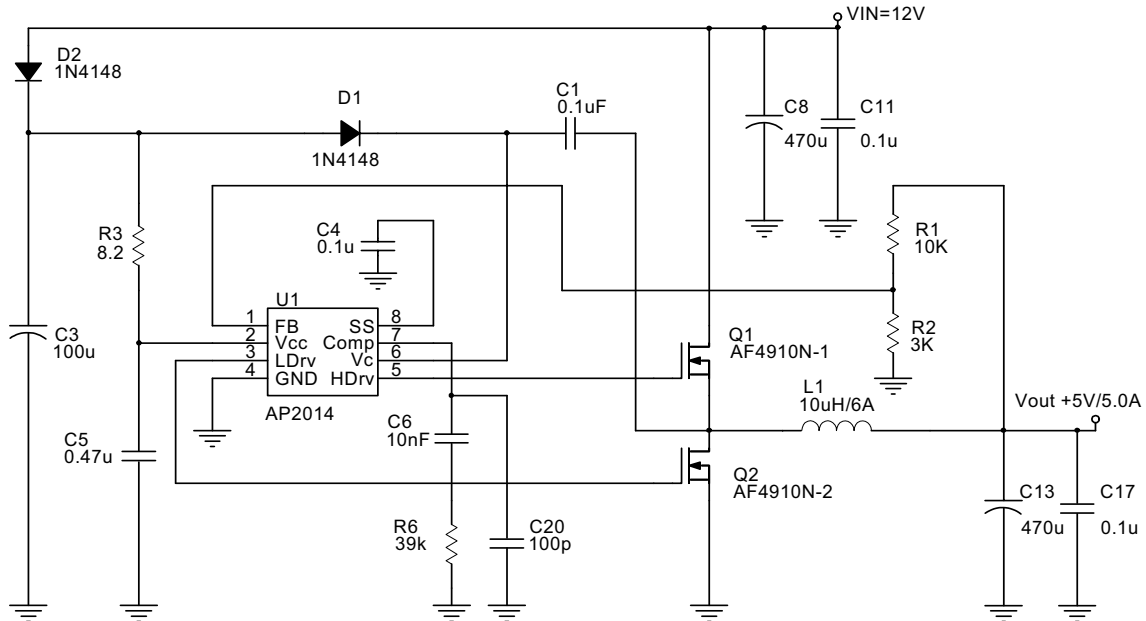 VIN=12V
D2
1N4148
D1
1N4148
C1
0.1uF
C8
470u
C11
0.1u
R3
8.2
C4
0.1u
R1
10K
U1
1 FB SS 8
2 Vcc Comp 7
3 LDrv Vc 6
4 GND HDrv 5
AP2014
C3
100u
R2
3K
Q1
AF4910N-1
L1
10uH/6A
Vout +5V/5.0A
C5
0.47u
C6
10nF
Q2
AF4910N-2
R6
39k
C20
100p
C13
470u
C17
0.1u